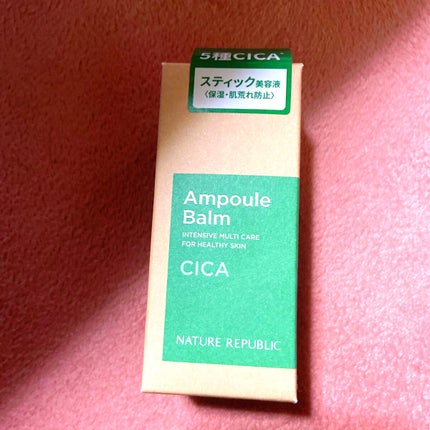 5種CICA*
スティック美容液
〈保湿・肌荒れ防止〉
Ampoule
Balm
INTENSIVE MULTI CARE
FOR HEALTHY SKIN
CICA
NATURE REPUBLIC